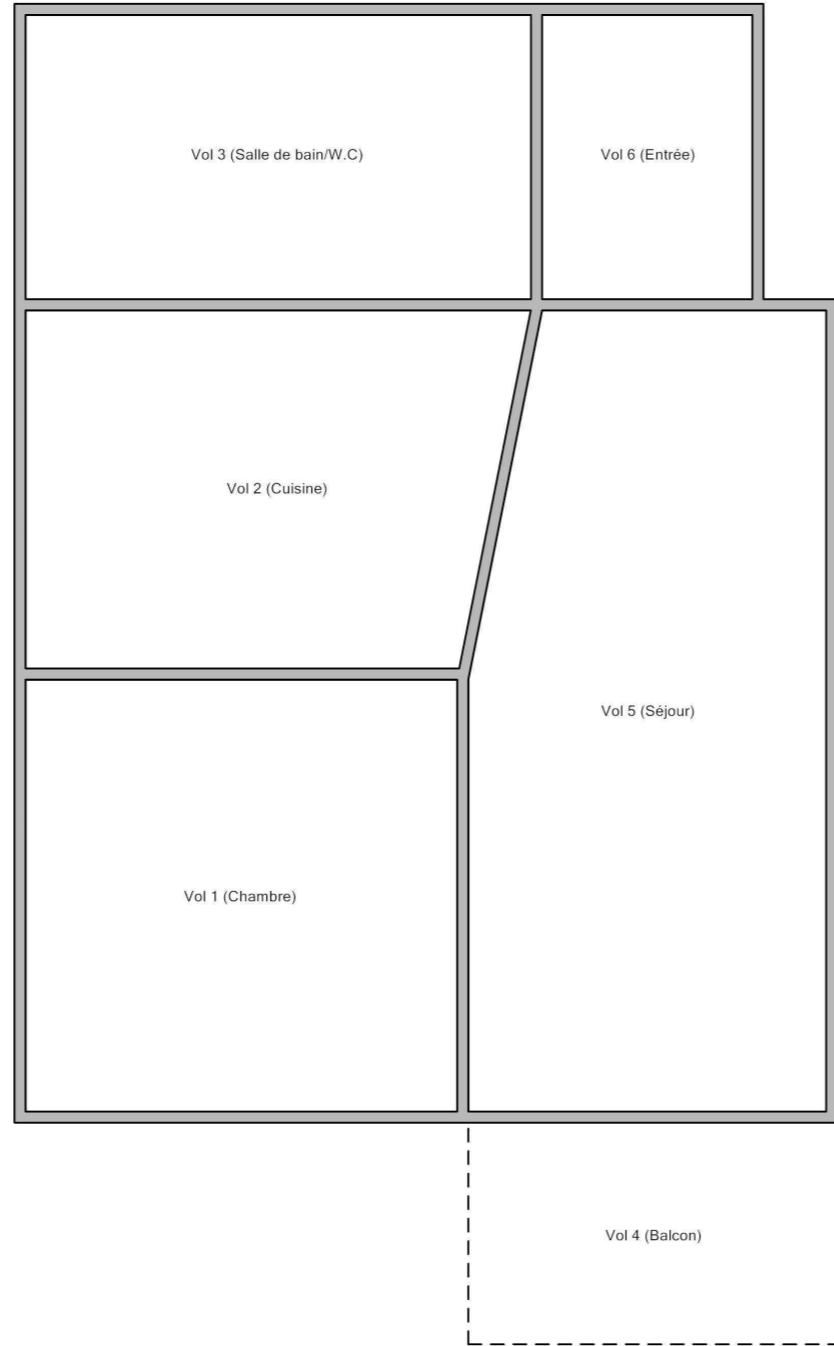 Vol 3 (Salle de bain/W.C)
Vol 6 (Entrée)
Vol 2 (Cuisine)
Vol 5 (Séjour)
Vol 1 (Chambre)
Vol 4 (Balcon)